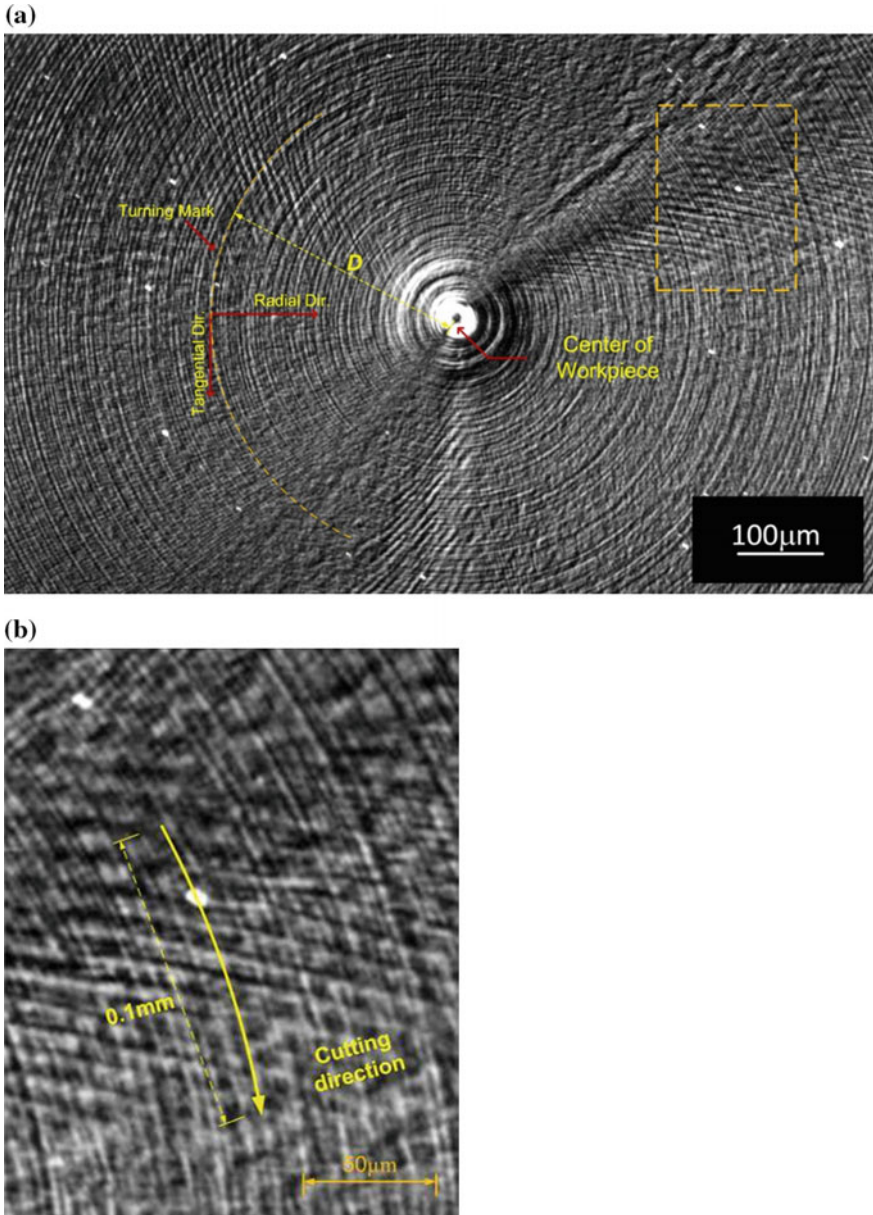 (a)
Turning Mark
D
Radial Dir.
Tangential Dir.
Center of
Workpiece
100μm
(b)
0.1mm
Cutting
direction
50μm